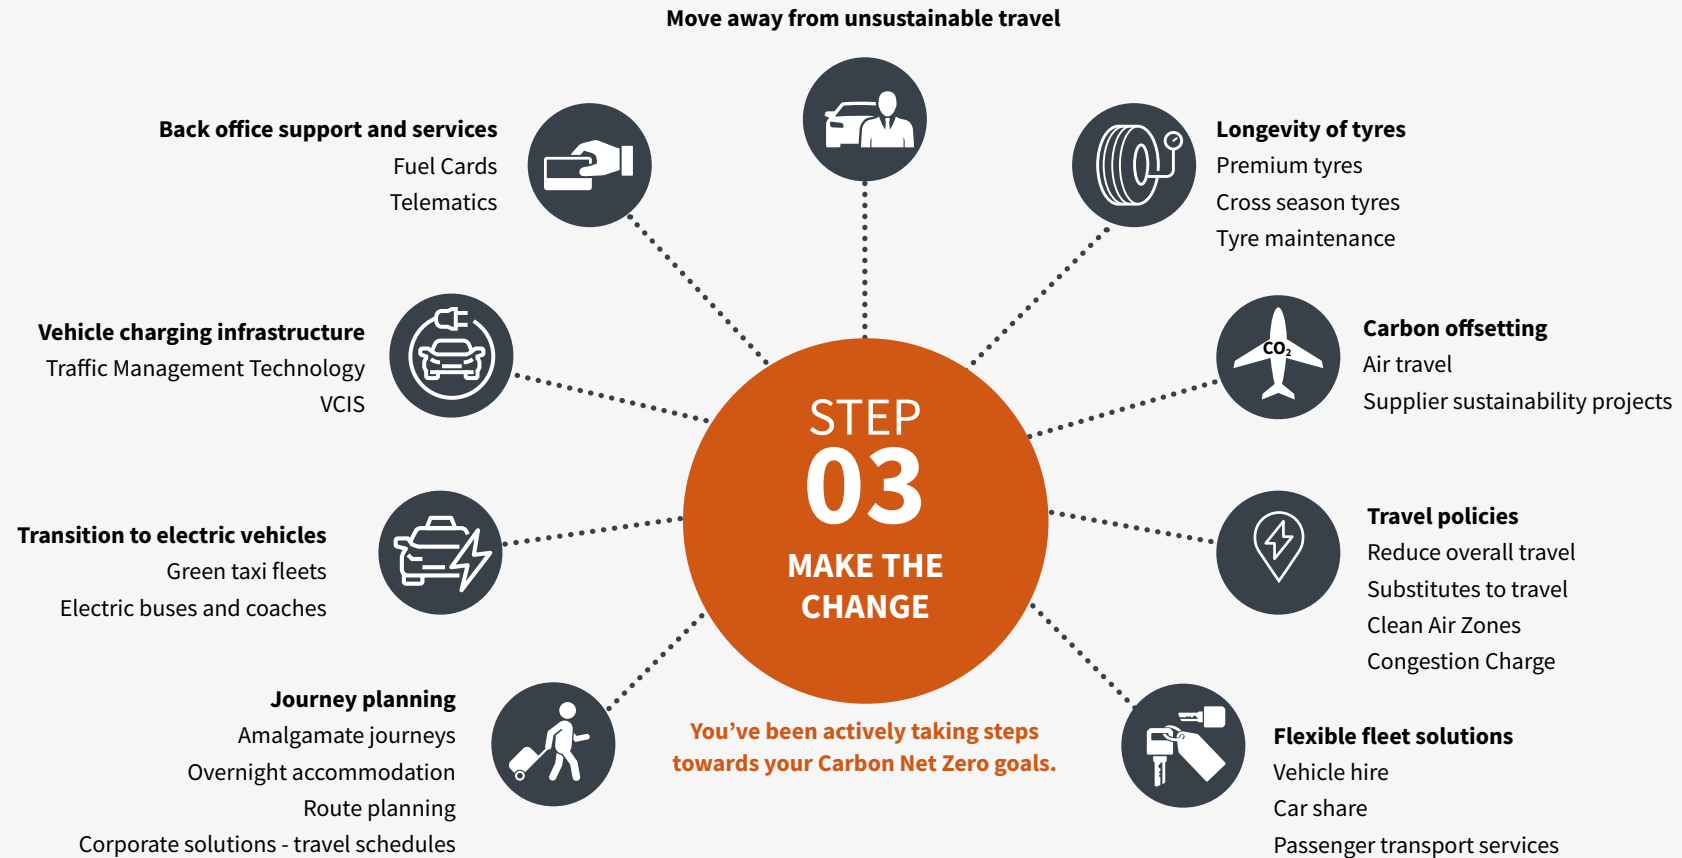 Move away from unsustainable travel
Back office support and services
Fuel Cards
Telematics
Longevity of tyres
Premium tyres
Cross season tyres
Tyre maintenance
Vehicle charging infrastructure
Traffic Management Technology
VCIS
CO₂
Carbon offsetting
Air travel
Supplier sustainability projects
STEP
03
MAKE THE
CHANGE
Transition to electric vehicles
Green taxi fleets
Electric buses and coaches
Travel policies
Reduce overall travel
Substitutes to travel
Clean Air Zones
Congestion Charge
Journey planning
Amalgamate journeys
Overnight accommodation
Route planning
Corporate solutions - travel schedules
You’ve been actively taking steps
towards your Carbon Net Zero goals.
Flexible fleet solutions
Vehicle hire
Car share
Passenger transport services